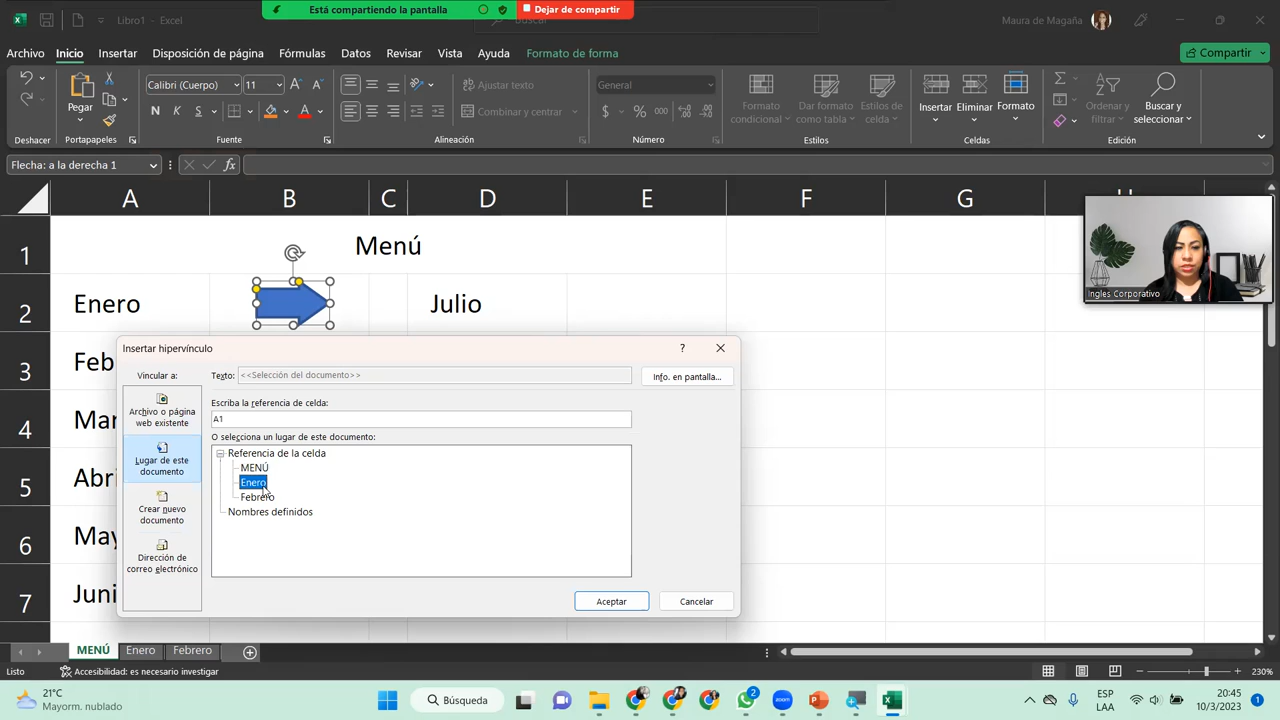 Está compartiendo la pantalla
Dejar de compartir
Libro1 - Excel
Buscar
Maura de Magaña
Archivo Inicio Insertar Disposición de página Fórmulas Datos Revisar Vista Ayuda Formato de forma
Compartir
Pegar
Calibri (Cuerpo) 11
N K S
Ajustar texto
Combinar y centrar
General
$ % 000
Formato condicional
Dar formato como tabla
Estilos de celda
Insertar
Eliminar
Formato
Ordenar y filtrar
Buscar y seleccionar
Deshacer Portapapeles Fuente Alineación Número Estilos Celdas Edición
Flecha: a la derecha 1
fx
A B C D E F G H
1 Menú
2 Enero Julio
3 Feb
4 Mar
5 Abri
6 May
7 Juni
Ingles Corporativo
Insertar hipervínculo
?
Vincular a:
Texto: <<Selección del documento>>
Info. en pantalla...
Archivo o página web existente
Lugar de este documento
Crear nuevo documento
Dirección de correo electrónico
Escriba la referencia de celda:
A1
O selecciona un lugar de este documento:
Referencia de la celda
MENÚ
Enero
Febrero
Nombres definidos
Aceptar
Cancelar
MENÚ Enero Febrero
Listo
Accesibilidad: es necesario investigar
230%
21°C
Mayorm. nublado
Búsqueda
2
zoom
ESP
LAA
20:45
10/3/2023